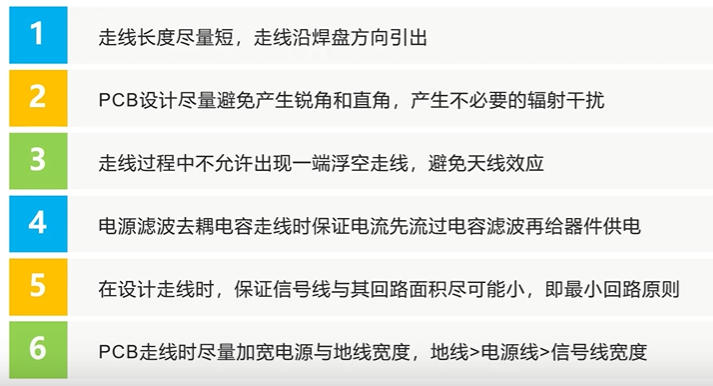 1 走线长度尽量短，走线沿焊盘方向引出
2 PCB设计尽量避免产生锐角和直角，产生不必要的辐射干扰
3 走线过程中不允许出现一端浮空走线，避免天线效应
4 电源滤波去耦电容走线时保证电流先流过电容滤波再给器件供电
5 在设计走线时，保证信号线与其回路面积尽可能小，即最小回路原则
6 PCB走线时尽量加宽电源与地线宽度，地线>电源线>信号线宽度